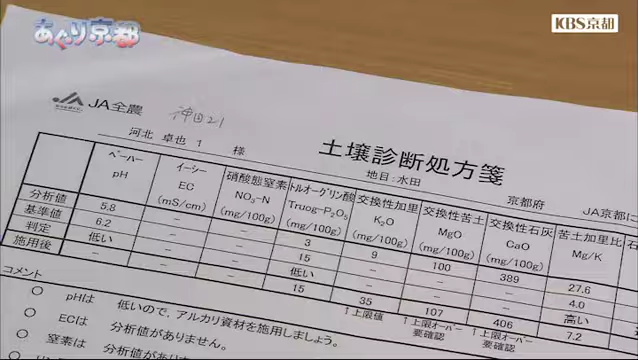 あぐり京都
KBS京都
JA全農
神田21
河北 卓也 1 様
土壌診断処方箋
地目:水田
京都府
JA京都に
ペーパー pH
イーシー EC (mS/cm)
硝酸態窒素 NO₃-N (mg/100g)
トルオーグリン酸 Truog-P₂O₅ (mg/100g)
交換性加里 K₂O (mg/100g)
交換性苦土 MgO (mg/100g)
交換性石灰 CaO (mg/100g)
苦土加里比 Mg/K
石
分析値 5.8 - - 3 9 100 389 27.6
基準値 6.2 - - 15 - - - 4.0
判定 低い - - 低い - - - 高い
施用後 - - - 15 35 107 406 7.2
↑上限値
↑上限オーバー 要確認
↑上限オーバー 要確認
コメント
○ pHは 低いので、アルカリ資材を施用しましょう。
○ ECは 分析値がありません。
○ 窒素は 分析値がありま